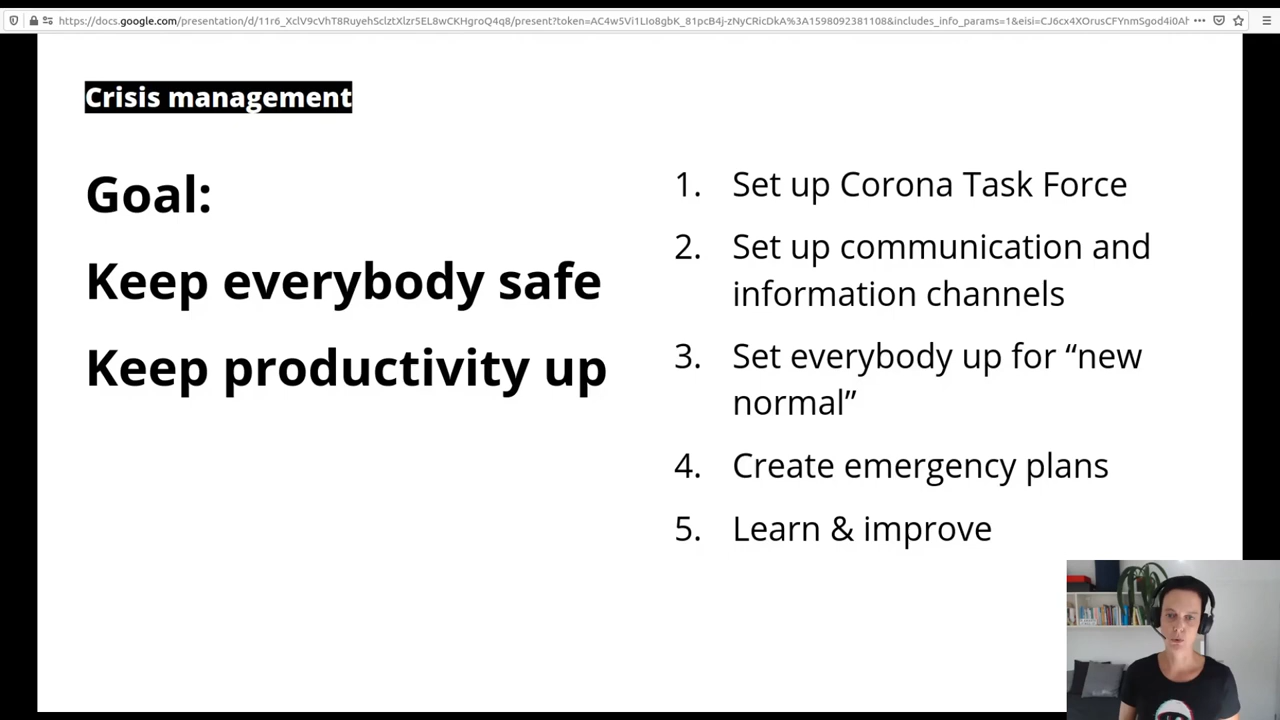 Crisis management
Goal:
Keep everybody safe
Keep productivity up
1. Set up Corona Task Force
2. Set up communication and
information channels
3. Set everybody up for “new
normal”
4. Create emergency plans
5. Learn & improve